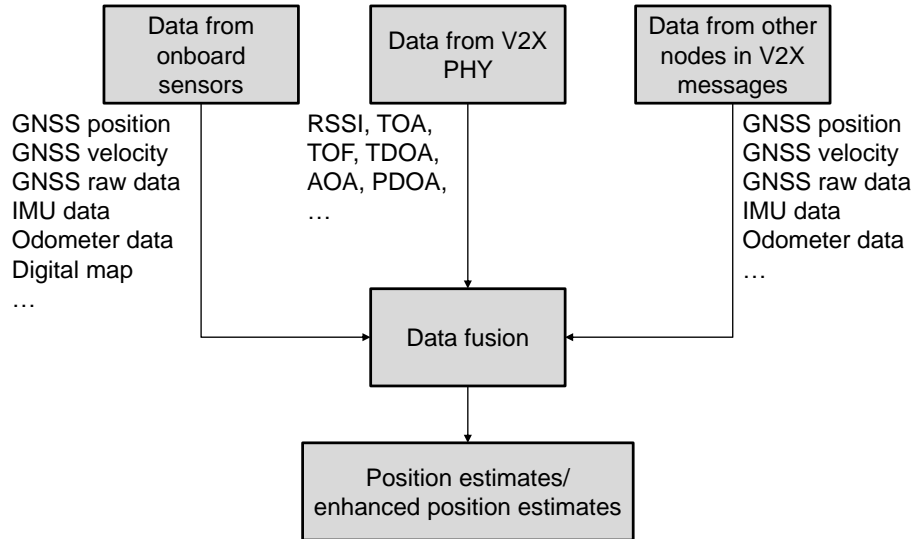 Data from
onboard
sensors
Data from V2X
PHY
Data from other
nodes in V2X
messages
GNSS position
GNSS velocity
GNSS raw data
IMU data
Odometer data
Digital map
…
RSSI, TOA,
TOF, TDOA,
AOA, PDOA,
…
GNSS position
GNSS velocity
GNSS raw data
IMU data
Odometer data
…
Data fusion
Position estimates/
enhanced position estimates